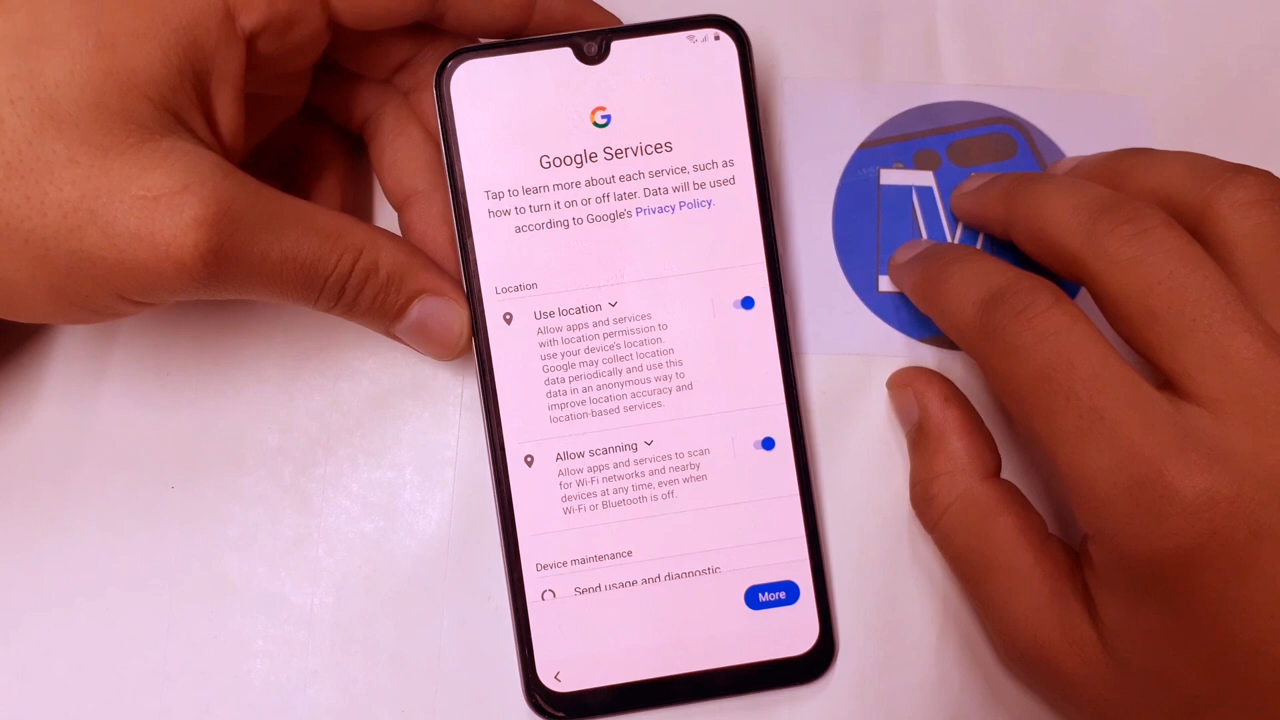 Google Services
Tap to learn more about each service, such as
how to turn it on or off later. Data will be used
according to Google's Privacy Policy.
Location
Use location
Allow apps and services
with location permission to
use your device's location.
Google may collect location
data periodically and use this
data in an anonymous way to
improve location accuracy and
location-based services.
Allow scanning
Allow apps and services to scan
for Wi-Fi networks and nearby
devices at any time, even when
Wi-Fi or Bluetooth is off.
Device maintenance
Send usage and diagnostic
More